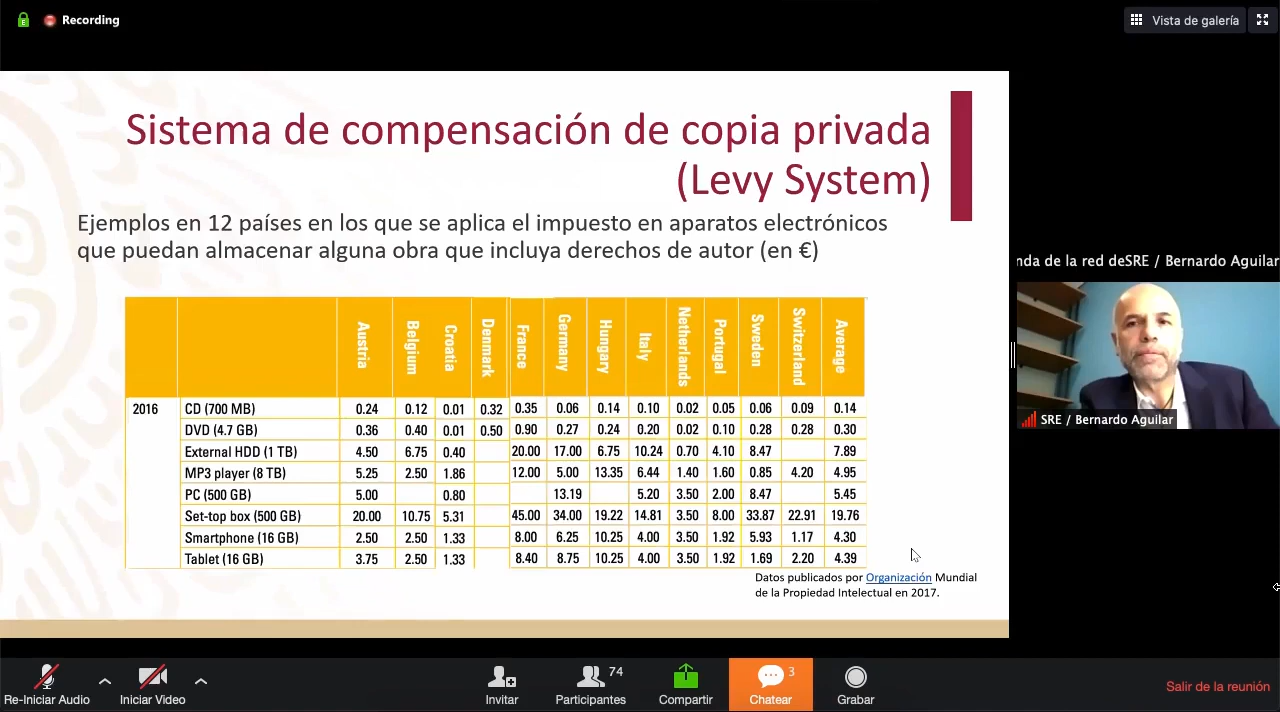 Recording
Vista de galería
Sistema de compensación de copia privada
(Levy System)
Ejemplos en 12 países en los que se aplica el impuesto en aparatos electrónicos
que puedan almacenar alguna obra que incluya derechos de autor (en €)
Austria Belgium Croatia Denmark France Germany Hungary Italy Netherlands Portugal Sweden Switzerland Average
2016 CD (700 MB) 0.24 0.12 0.01 0.32 0.35 0.06 0.14 0.10 0.02 0.05 0.06 0.09 0.14
DVD (4.7 GB) 0.36 0.40 0.01 0.50 0.90 0.27 0.24 0.20 0.02 0.10 0.28 0.28 0.30
External HDD (1 TB) 4.50 6.75 0.40 20.00 17.00 6.75 10.24 0.70 4.10 8.47 7.89
MP3 player (8 TB) 5.25 2.50 1.86 12.00 5.00 13.35 6.44 1.40 1.60 0.85 4.20 4.95
PC (500 GB) 5.00 0.80 13.19 5.20 3.50 2.00 8.47 5.45
Set-top box (500 GB) 20.00 10.75 5.31 45.00 34.00 19.22 14.81 3.50 8.00 33.87 22.91 19.76
Smartphone (16 GB) 2.50 2.50 1.33 8.00 6.25 10.25 4.00 3.50 1.92 5.93 1.17 4.30
Tablet (16 GB) 3.75 2.50 1.33 8.40 8.75 10.25 4.00 3.50 1.92 1.69 2.20 4.39
Datos publicados por Organización Mundial
de la Propiedad Intelectual en 2017.
nda de la red deSRE / Bernardo Aguilar
SRE / Bernardo Aguilar
Re-Iniciar Audio
Iniciar Video
Invitar
74
Participantes
Compartir
3
Chatear
Grabar
Salir de la reunión